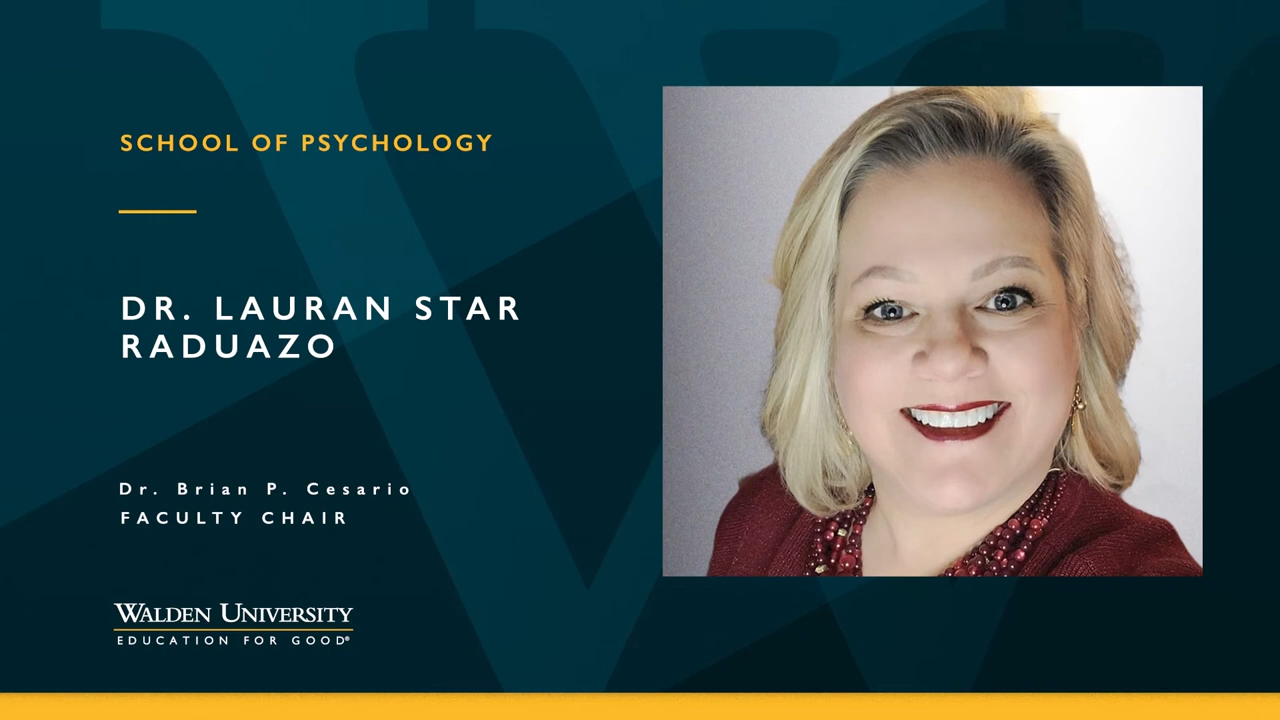 SCHOOL OF PSYCHOLOGY
DR. LAURAN STAR
RADUAZO
Dr. Brian P. Cesario
FACULTY CHAIR
WALDEN UNIVERSITY
EDUCATION FOR GOOD®